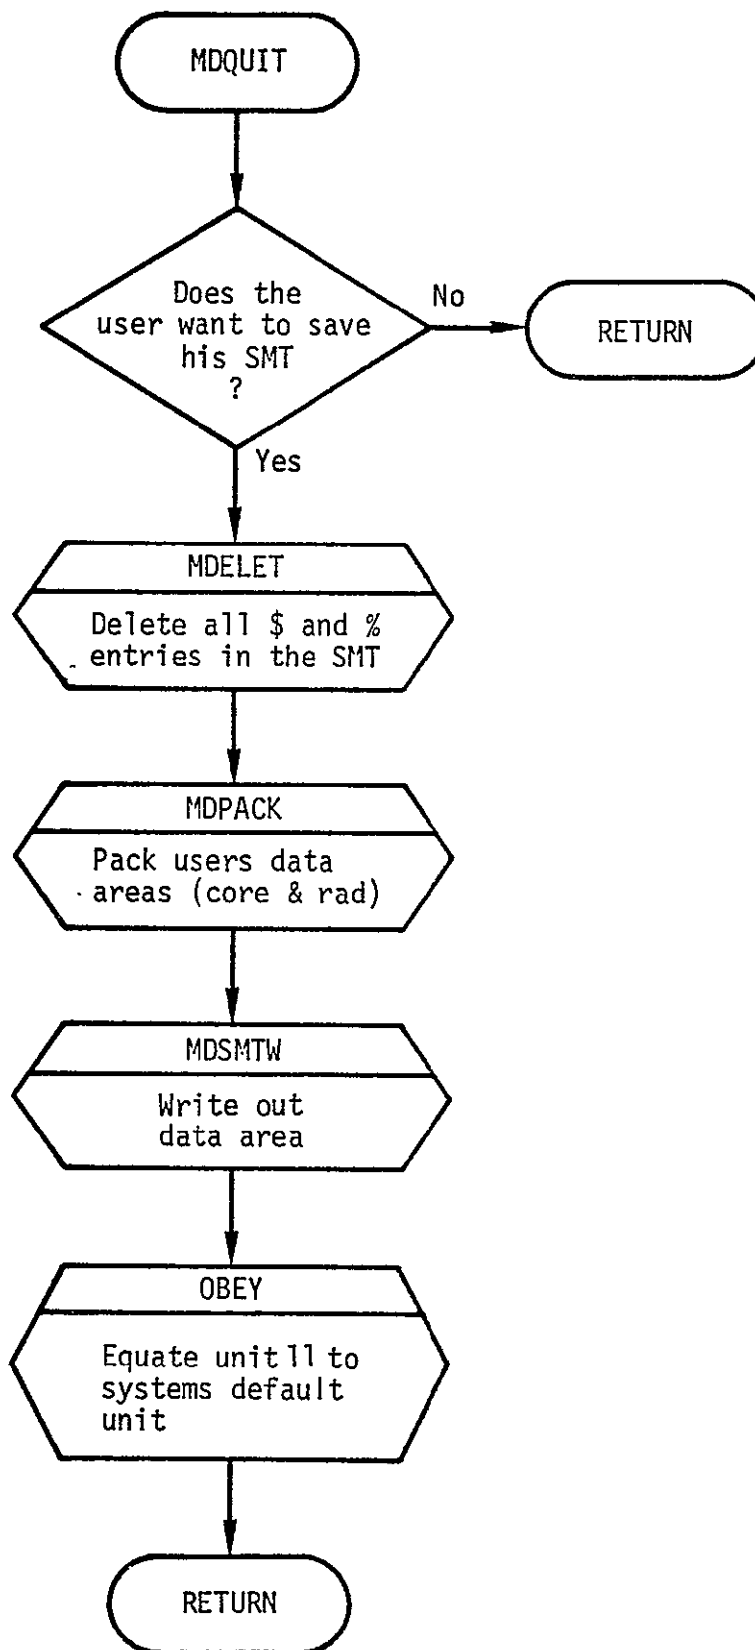 MDQUIT
Does the
user want to save
his SMT
?
No
RETURN
Yes
MDELET
Delete all $ and %
entries in the SMT
MDPACK
Pack users data
areas (core & rad)
MDSMTW
Write out
data area
OBEY
Equate unit 11 to
systems default
unit
RETURN